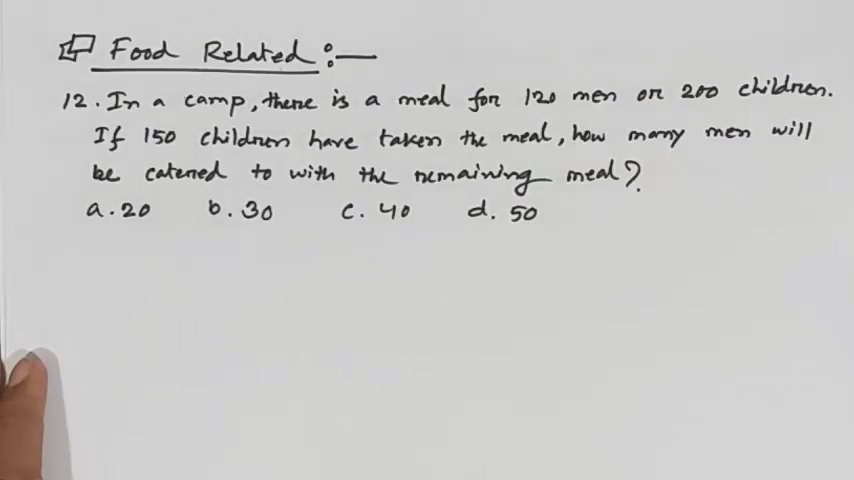 Food Related :—
12. In a camp, there is a meal for 120 men or 200 children.
If 150 children have taken the meal, how many men will
be catered to with the remaining meal?
a. 20 b. 30 c. 40 d. 50